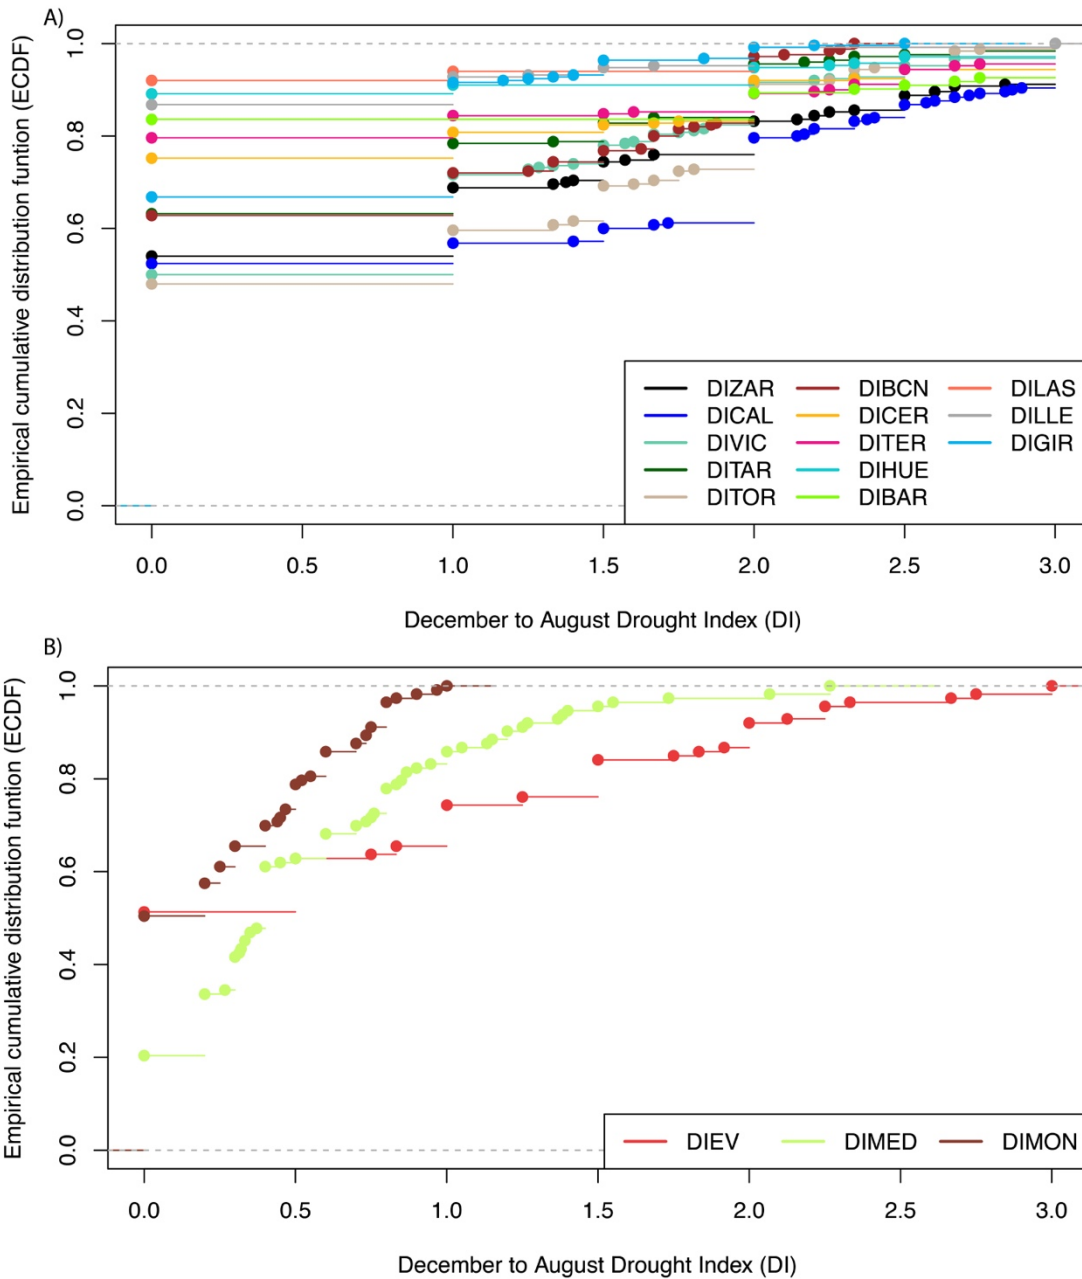 A)
Empirical cumulative distribution funtion (ECDF)
1.0
0.8
0.6
0.4
0.2
0.0
DIZAR DIBCN DILAS
DICAL DICER DILLE
DIVIC DITER DIGIR
DITAR DIHUE
DITOR DIBAR
0.0 0.5 1.0 1.5 2.0 2.5 3.0
December to August Drought Index (DI)
B)
Empirical cumulative distribution funtion (ECDF)
1.0
0.8
0.6
0.4
0.2
0.0
DIEV DIMED DIMON
0.0 0.5 1.0 1.5 2.0 2.5 3.0
December to August Drought Index (DI)